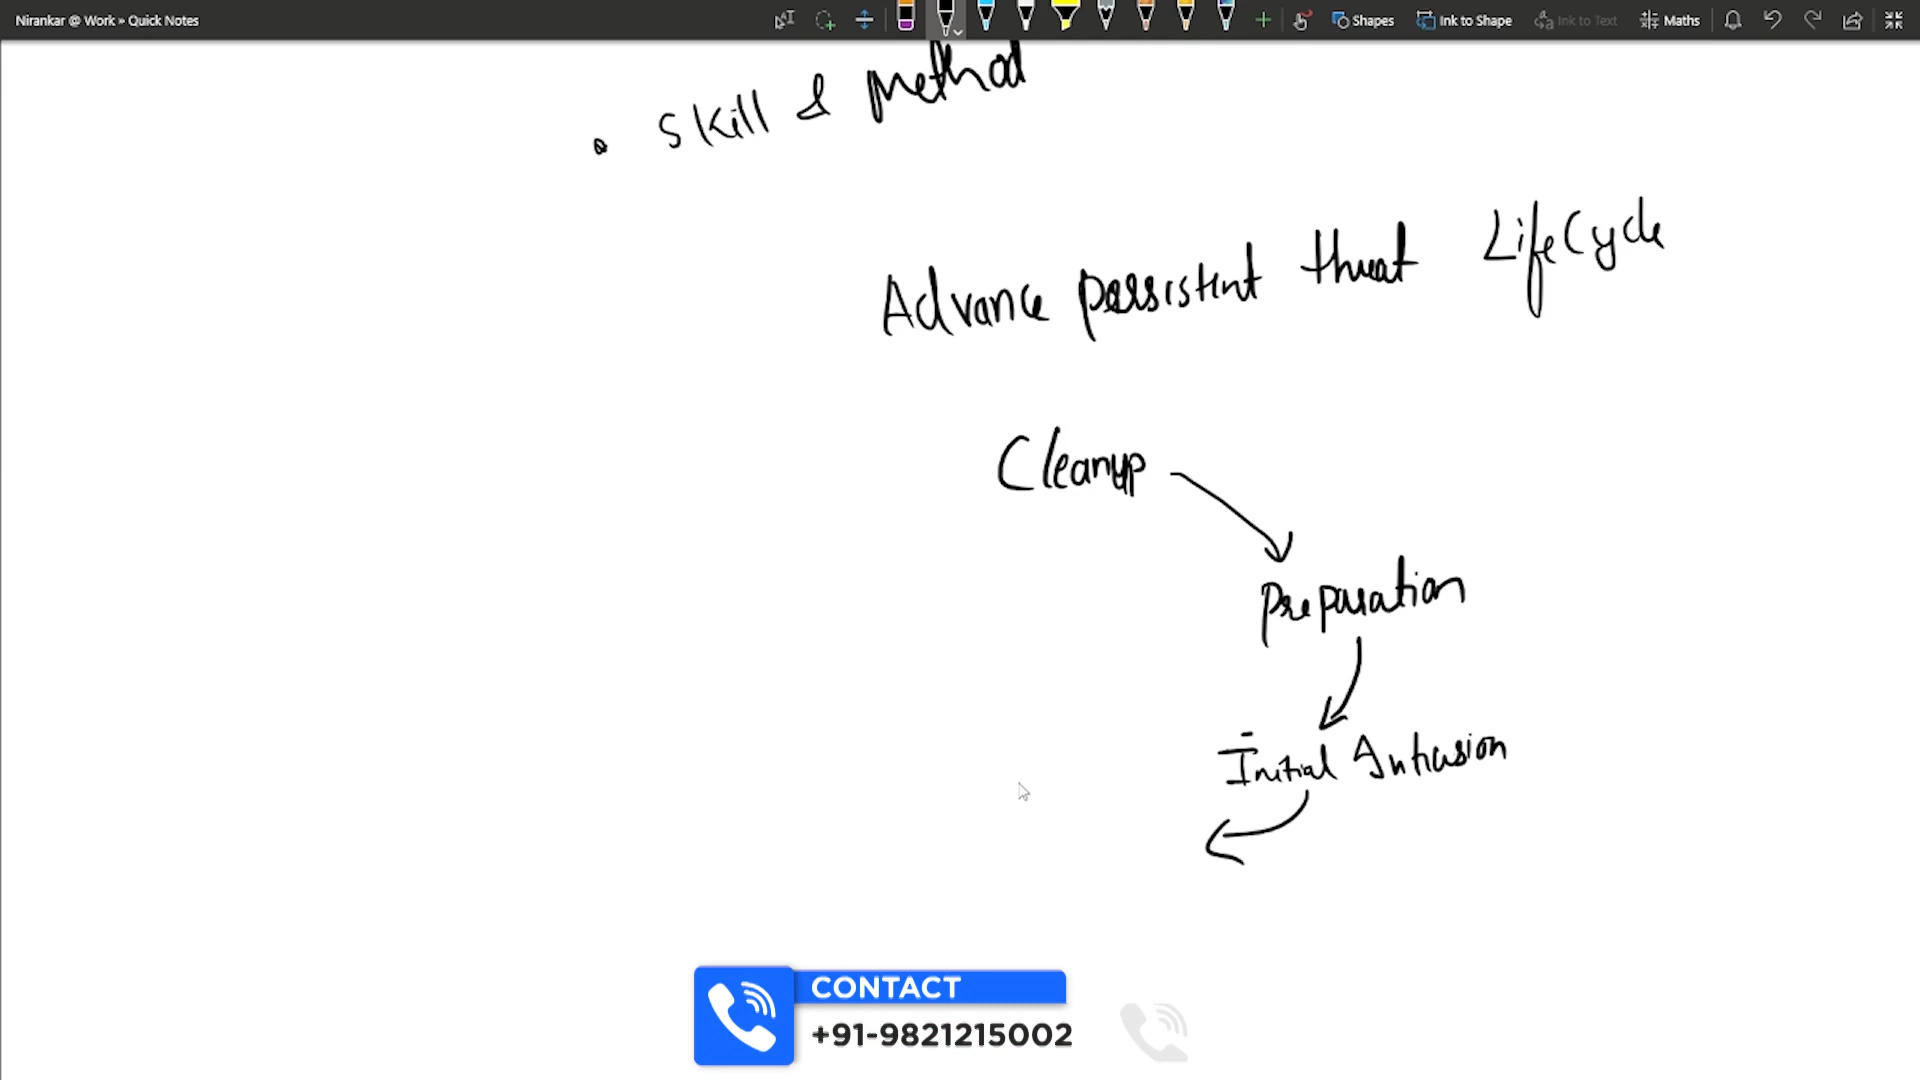 Nirankar @ Work » Quick Notes
Shapes
Ink to Shape
Ink to Text
Maths
• Skill & Method
Advance persistent threat LifeCycle
Cleanup
Preparation
Initial Intrusion
CONTACT
+91-9821215002